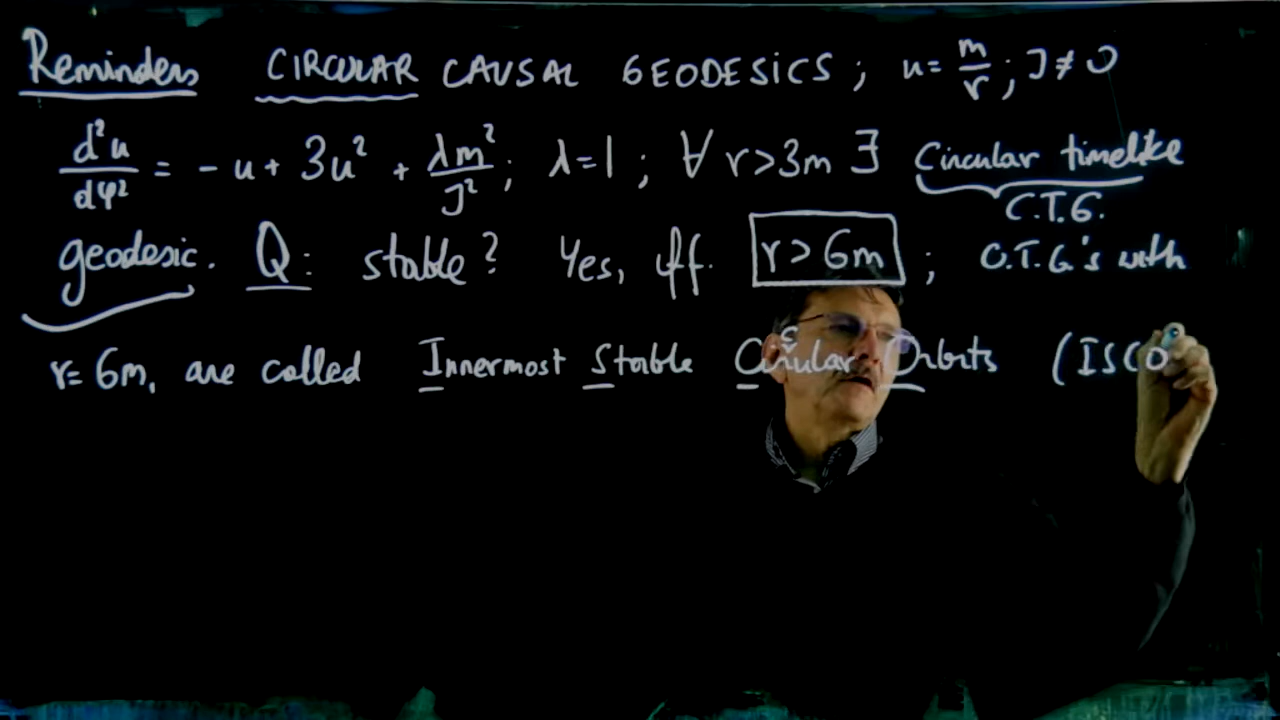 Reminders CIRCULAR CAUSAL GEODESICS ; u = m/r ; J ≠ 0
d²u/dφ² = - u + 3u² + λm²/J² ; λ=1 ; ∀ r>3m ∃ Circular timelike
C.T.G.
geodesic. Q: stable? Yes, iff. r > 6m ; C.T.G.'s with
r = 6m, are called Innermost Stable Circular Orbits (ISCO